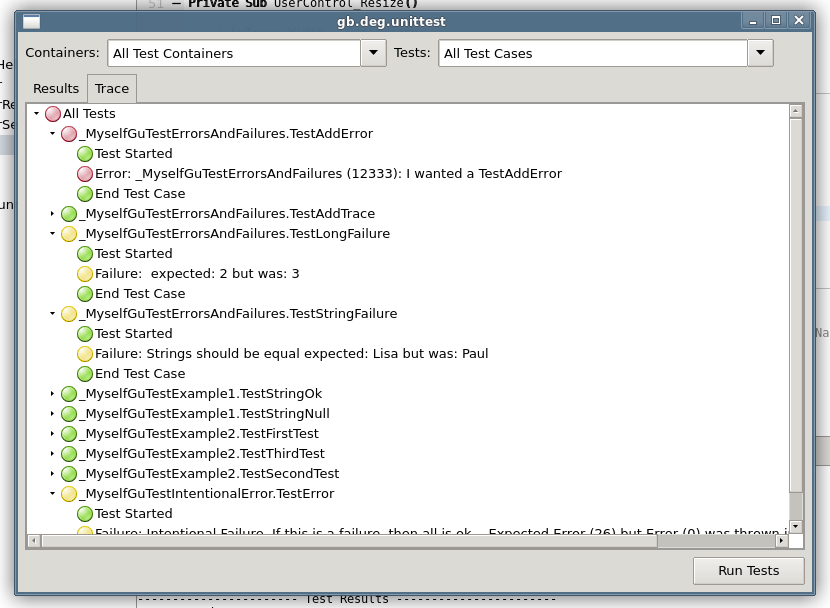 51 — Private Sub UserControl_Resize()
gb.deg.unittest
Containers: All Test Containers Tests: All Test Cases
Results Trace
All Tests
_MyselfGuTestErrorsAndFailures.TestAddError
Test Started
Error: _MyselfGuTestErrorsAndFailures (12333): I wanted a TestAddError
End Test Case
_MyselfGuTestErrorsAndFailures.TestAddTrace
_MyselfGuTestErrorsAndFailures.TestLongFailure
Test Started
Failure:  expected: 2 but was: 3
End Test Case
_MyselfGuTestErrorsAndFailures.TestStringFailure
Test Started
Failure: Strings should be equal expected: Lisa but was: Paul
End Test Case
_MyselfGuTestExample1.TestStringOk
_MyselfGuTestExample1.TestStringNull
_MyselfGuTestExample2.TestFirstTest
_MyselfGuTestExample2.TestThirdTest
_MyselfGuTestExample2.TestSecondTest
_MyselfGuTestIntentionalError.TestError
Test Started
Failure: Intentional Failure. If this is a failure, then all is ok. Expected Error (26) but Error (0) was thrown
Run Tests
----------------------- Test Results -----------------------